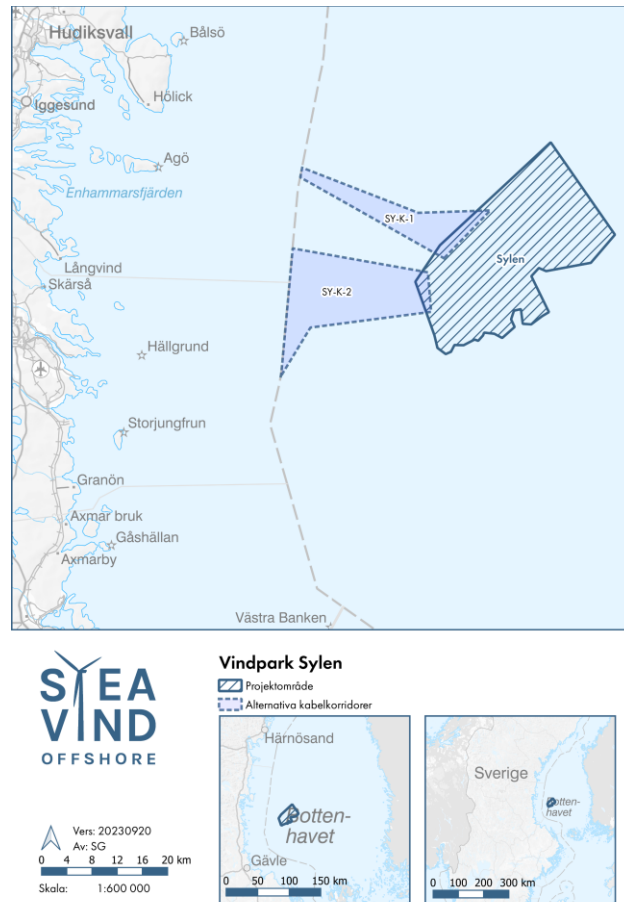 Hudiksvall
Bålsö
Hölick
Iggesund
Agö
Enhammarsfjärden
SY-K-1
Sylen
Långvind
Skärså
SY-K-2
Hällgrund
Storjungfrun
Granön
Axmar bruk
Gåshällan
Axmarby
Västra Banken
SVEA
VIND
OFFSHORE
Vindpark Sylen
Projektområde
Alternativa kabelkorridorer
Härnösand
Botten-
havet
Gävle
0 50 100 150 km
Sverige
Botten-
havet
0 100 200 300 km
Vers: 20230920
Av: SG
0 4 8 12 16 20 km
Skala: 1:600 000